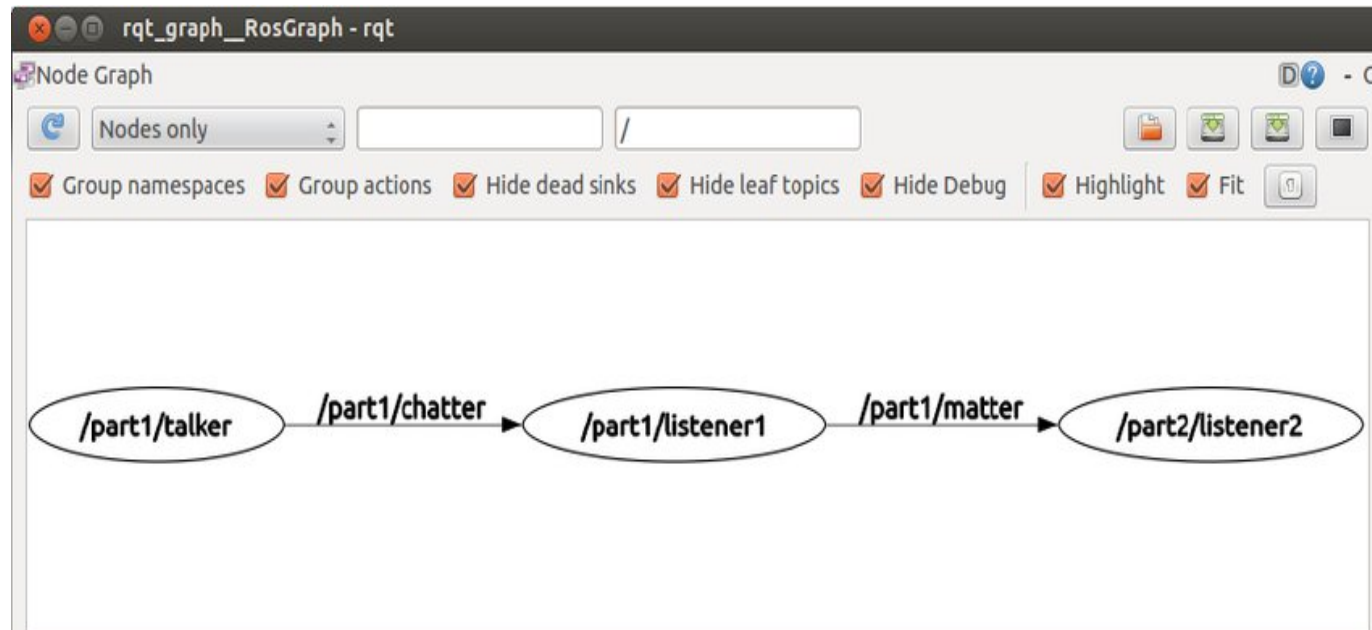 rqt_graph__RosGraph - rqt
Node Graph
D? - C
Nodes only
/
Group namespaces Group actions Hide dead sinks Hide leaf topics Hide Debug Highlight Fit
/part1/talker /part1/chatter /part1/listener1 /part1/matter /part2/listener2